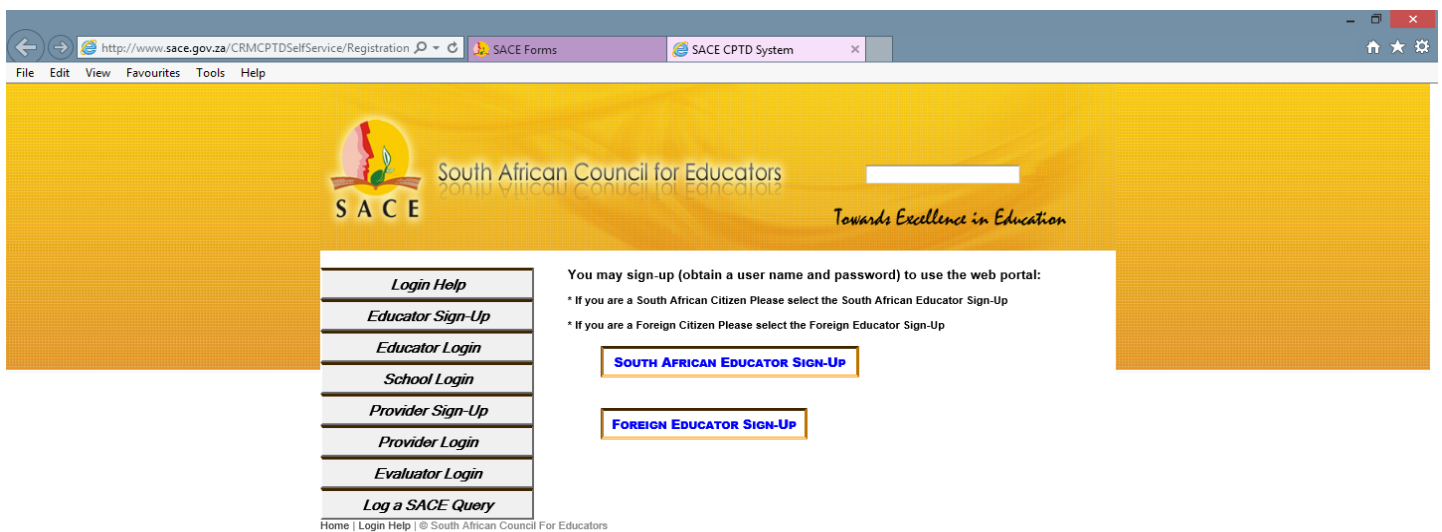 http://www.sace.gov.za/CRMCPTDSelfService/Registration
SACE Forms
SACE CPTD System
File Edit View Favourites Tools Help
South African Council for Educators
SACE
Towards Excellence in Education
Login Help
Educator Sign-Up
Educator Login
School Login
Provider Sign-Up
Provider Login
Evaluator Login
Log a SACE Query
You may sign-up (obtain a user name and password) to use the web portal:
* If you are a South African Citizen Please select the South African Educator Sign-Up
* If you are a Foreign Citizen Please select the Foreign Educator Sign-Up
South African Educator Sign-Up
Foreign Educator Sign-Up
Home | Login Help | © South African Council For Educators